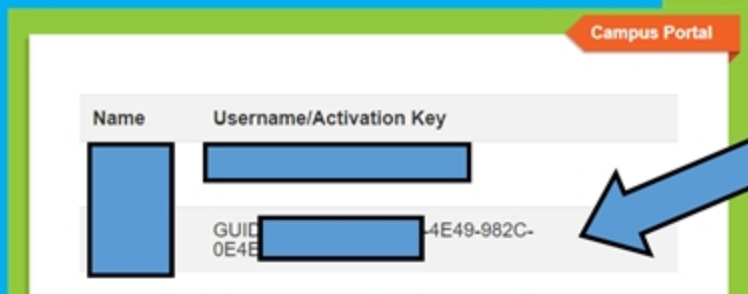 Campus Portal
Name Username/Activation Key
GUID -4E49-982C-
0E4E